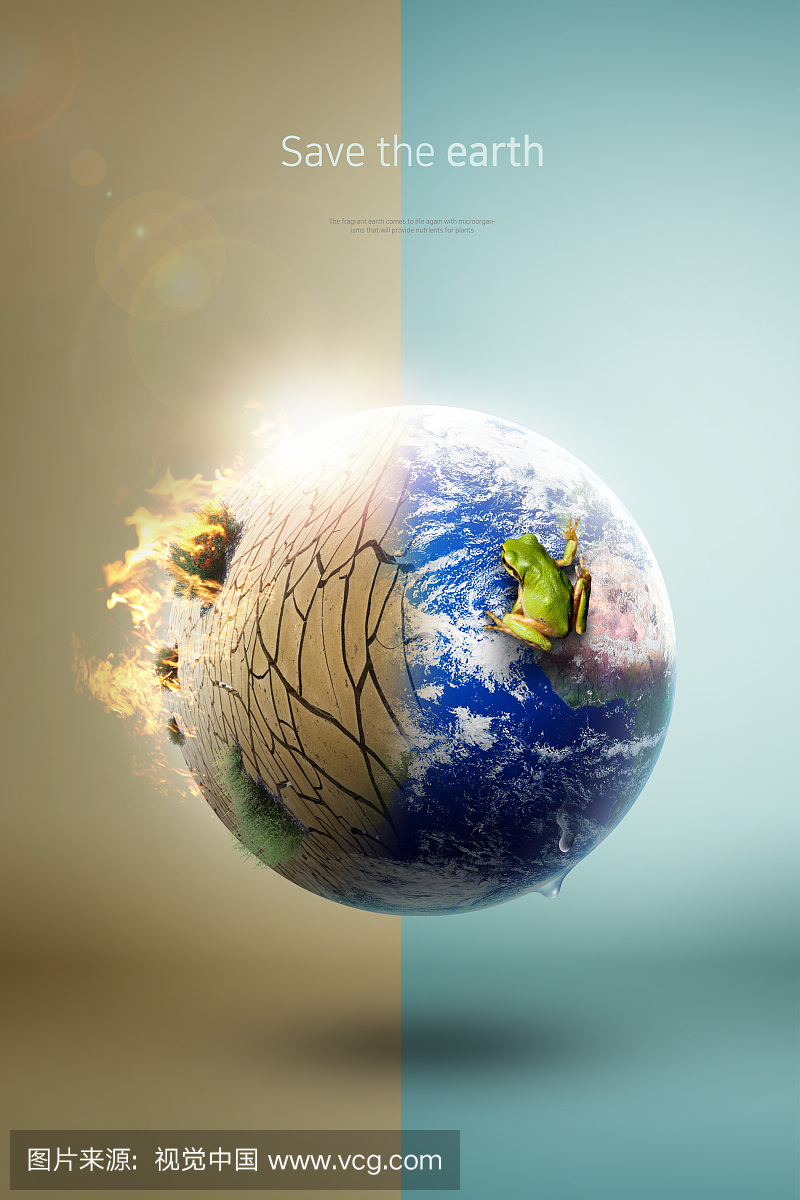 Save the earth
The fragrant earth comes to life again with microorgan-
isms that will provide nutrients for plants
图片来源: 视觉中国 www.vcg.com